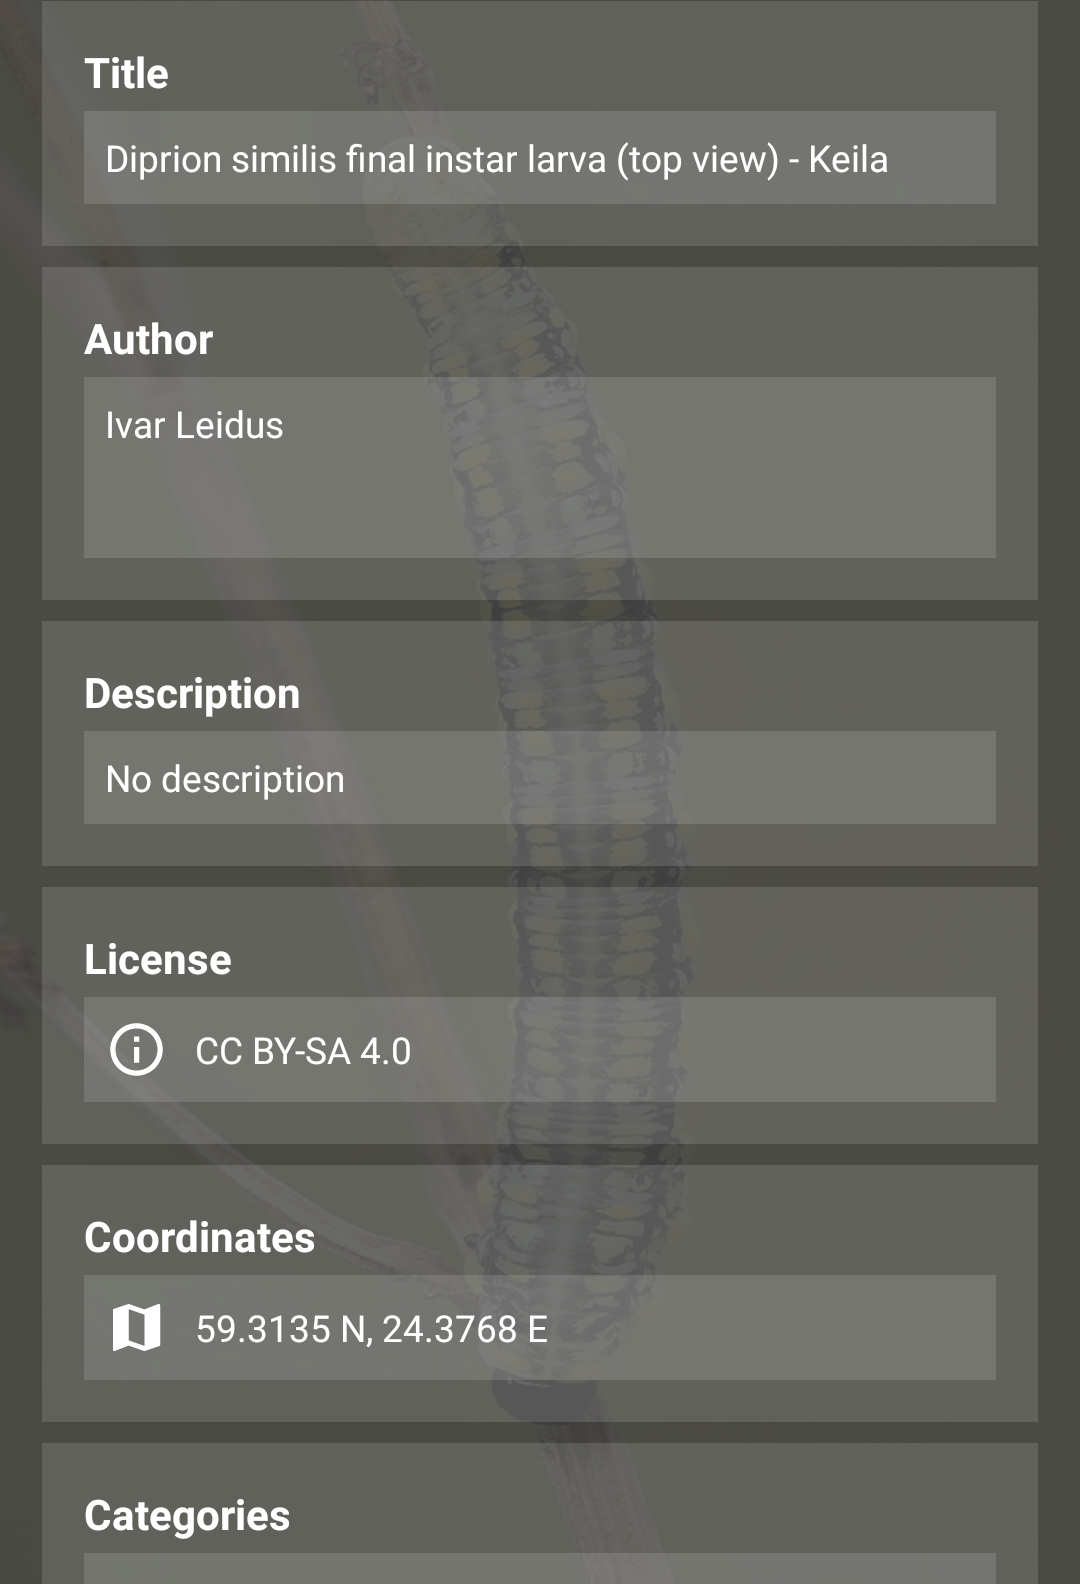 Title
Diprion similis final instar larva (top view) - Keila
Author
Ivar Leidus
Description
No description
License
CC BY-SA 4.0
Coordinates
59.3135 N, 24.3768 E
Categories